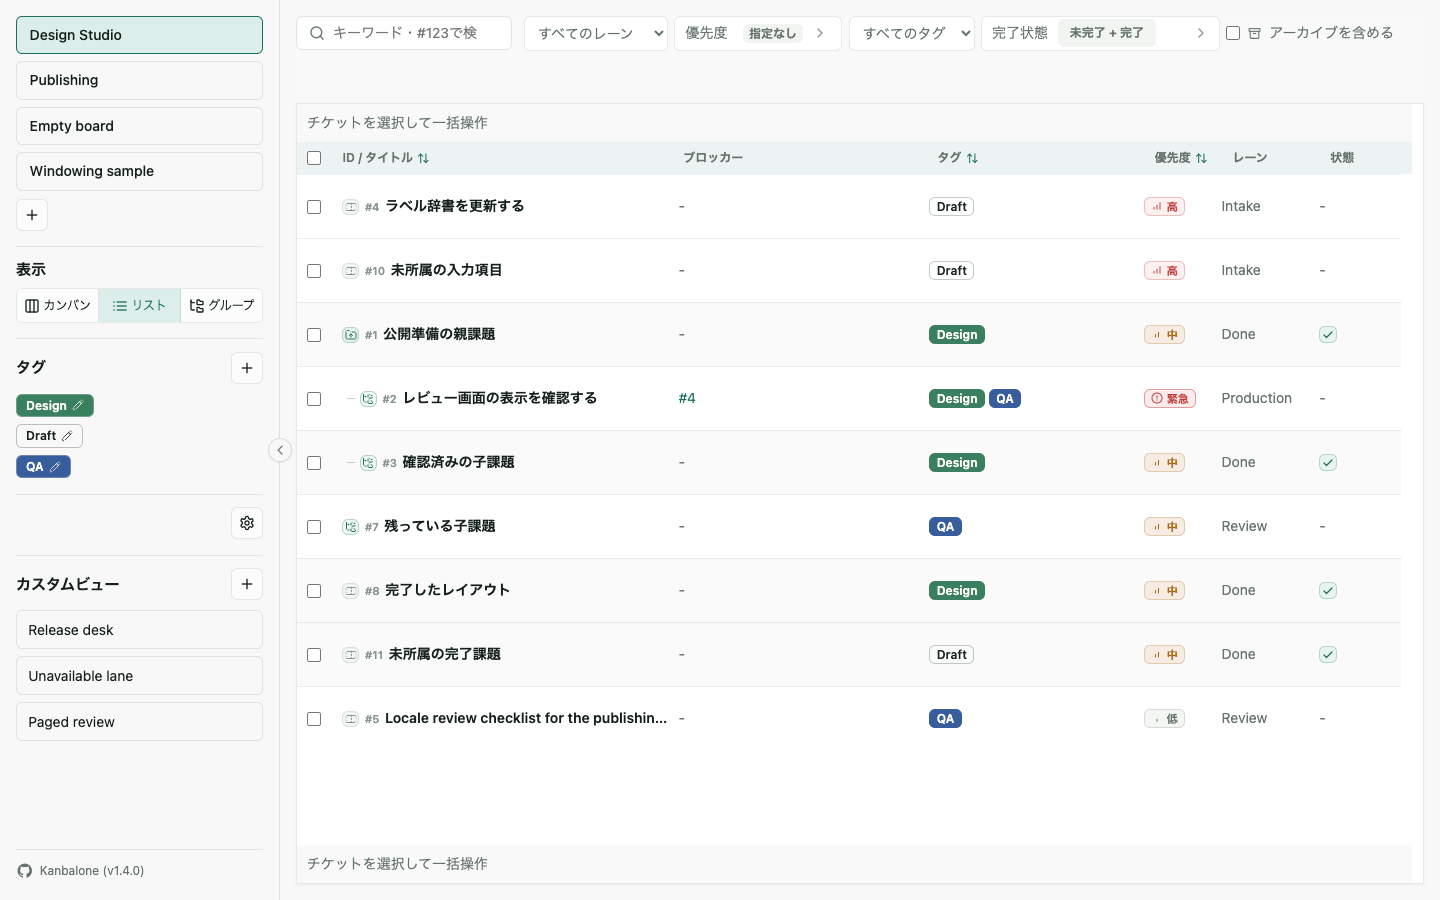 Design Studio
Publishing
Empty board
Windowing sample
表示
カンバン リスト グループ
タグ
Design
Draft
QA
カスタムビュー
Release desk
Unavailable lane
Paged review
Kanbalone (v1.4.0)
キーワード・#123で検 すべてのレーン 優先度 指定なし すべてのタグ 完了状態 未完了 + 完了 アーカイブを含める
チケットを選択して一括操作
ID / タイトル ブロッカー タグ 優先度 レーン 状態
#4 ラベル辞書を更新する - Draft 高 Intake -
#10 未所属の入力項目 - Draft 高 Intake -
#1 公開準備の親課題 - Design 中 Done
#2 レビュー画面の表示を確認する #4 Design QA 緊急 Production -
#3 確認済みの子課題 - Design 中 Done
#7 残っている子課題 - QA 中 Review -
#8 完了したレイアウト - Design 中 Done
#11 未所属の完了課題 - Draft 中 Done
#5 Locale review checklist for the publishin... - QA 低 Review -
チケットを選択して一括操作